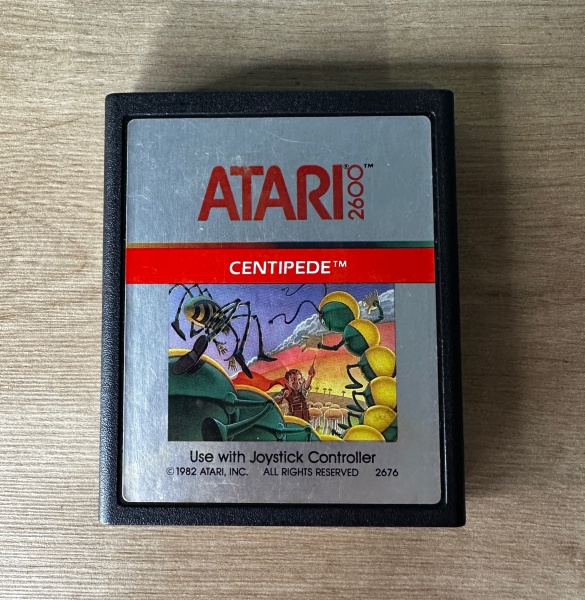 ATARI® 2600™
CENTIPEDE™
Use with Joystick Controller
©1982 ATARI, INC. ALL RIGHTS RESERVED 2676